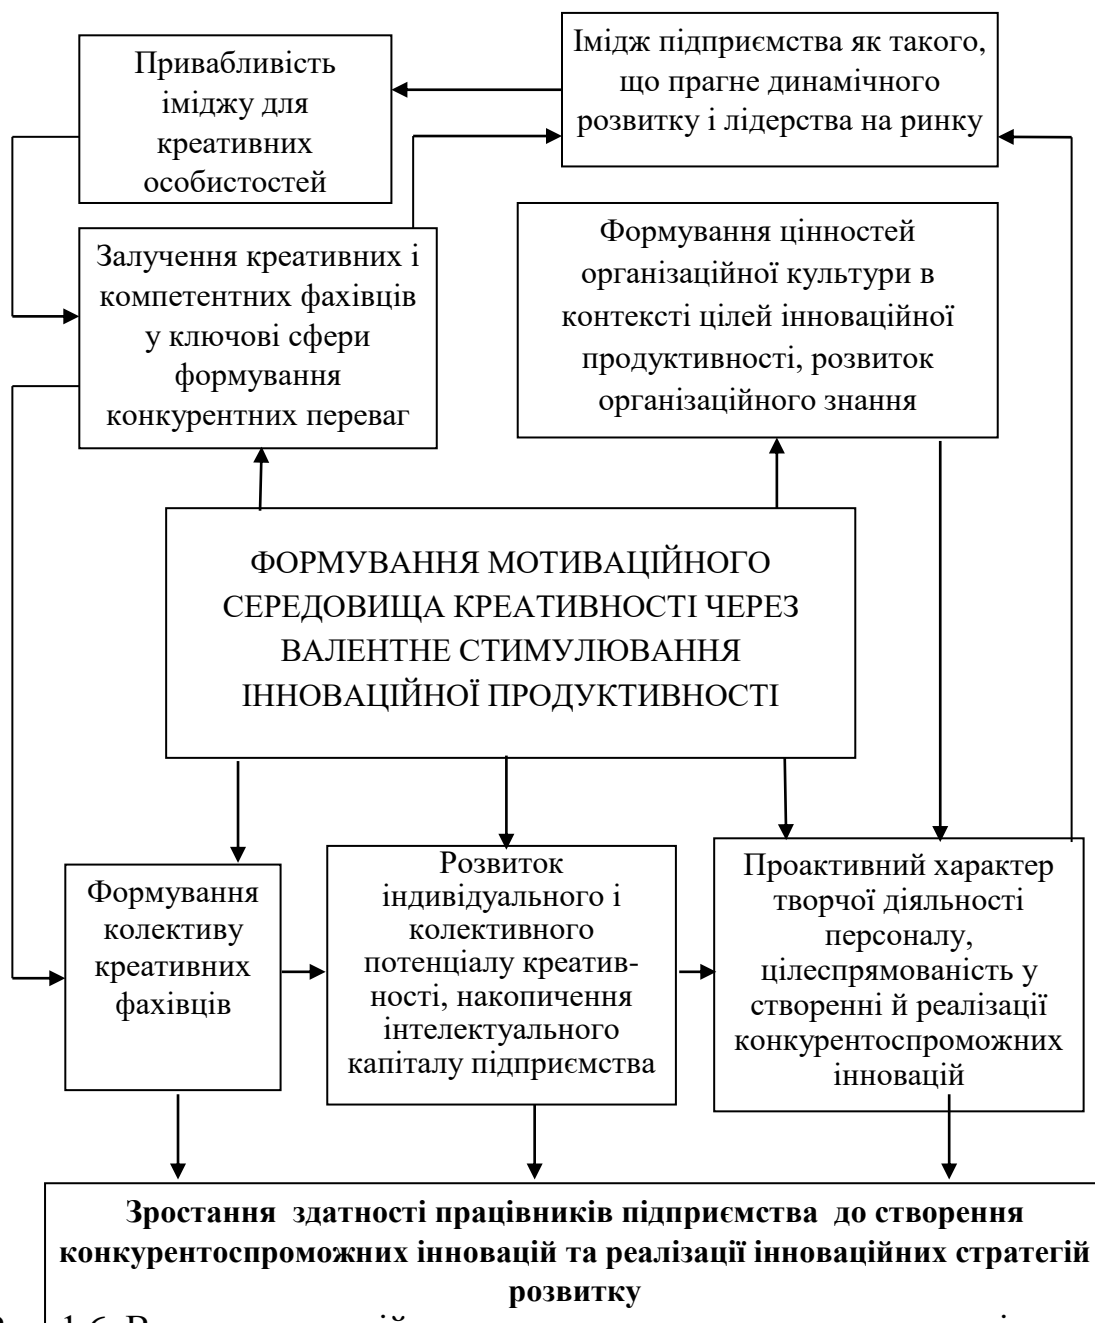 Імідж підприємства як такого,
що прагне динамічного
розвитку і лідерства на ринку
Привабливість
іміджу для
креативних
особистостей
Залучення креативних і
компетентних фахівців
у ключові сфери
формування
конкурентних переваг
Формування цінностей
організаційної культури в
контексті цілей інноваційної
продуктивності, розвиток
організаційного знання
ФОРМУВАННЯ МОТИВАЦІЙНОГО
СЕРЕДОВИЩА КРЕАТИВНОСТІ ЧЕРЕЗ
ВАЛЕНТНЕ СТИМУЛЮВАННЯ
ІННОВАЦІЙНОЇ ПРОДУКТИВНОСТІ
Формування
колективу
креативних
фахівців
Розвиток
індивідуального і
колективного
потенціалу креатив-
ності, накопичення
інтелектуального
капіталу підприємства
Проактивний характер
творчої діяльності
персоналу,
цілеспрямованість у
створенні й реалізації
конкурентоспроможних
інновацій
Зростання здатності працівників підприємства до створення
конкурентоспроможних інновацій та реалізації інноваційних стратегій
розвитку